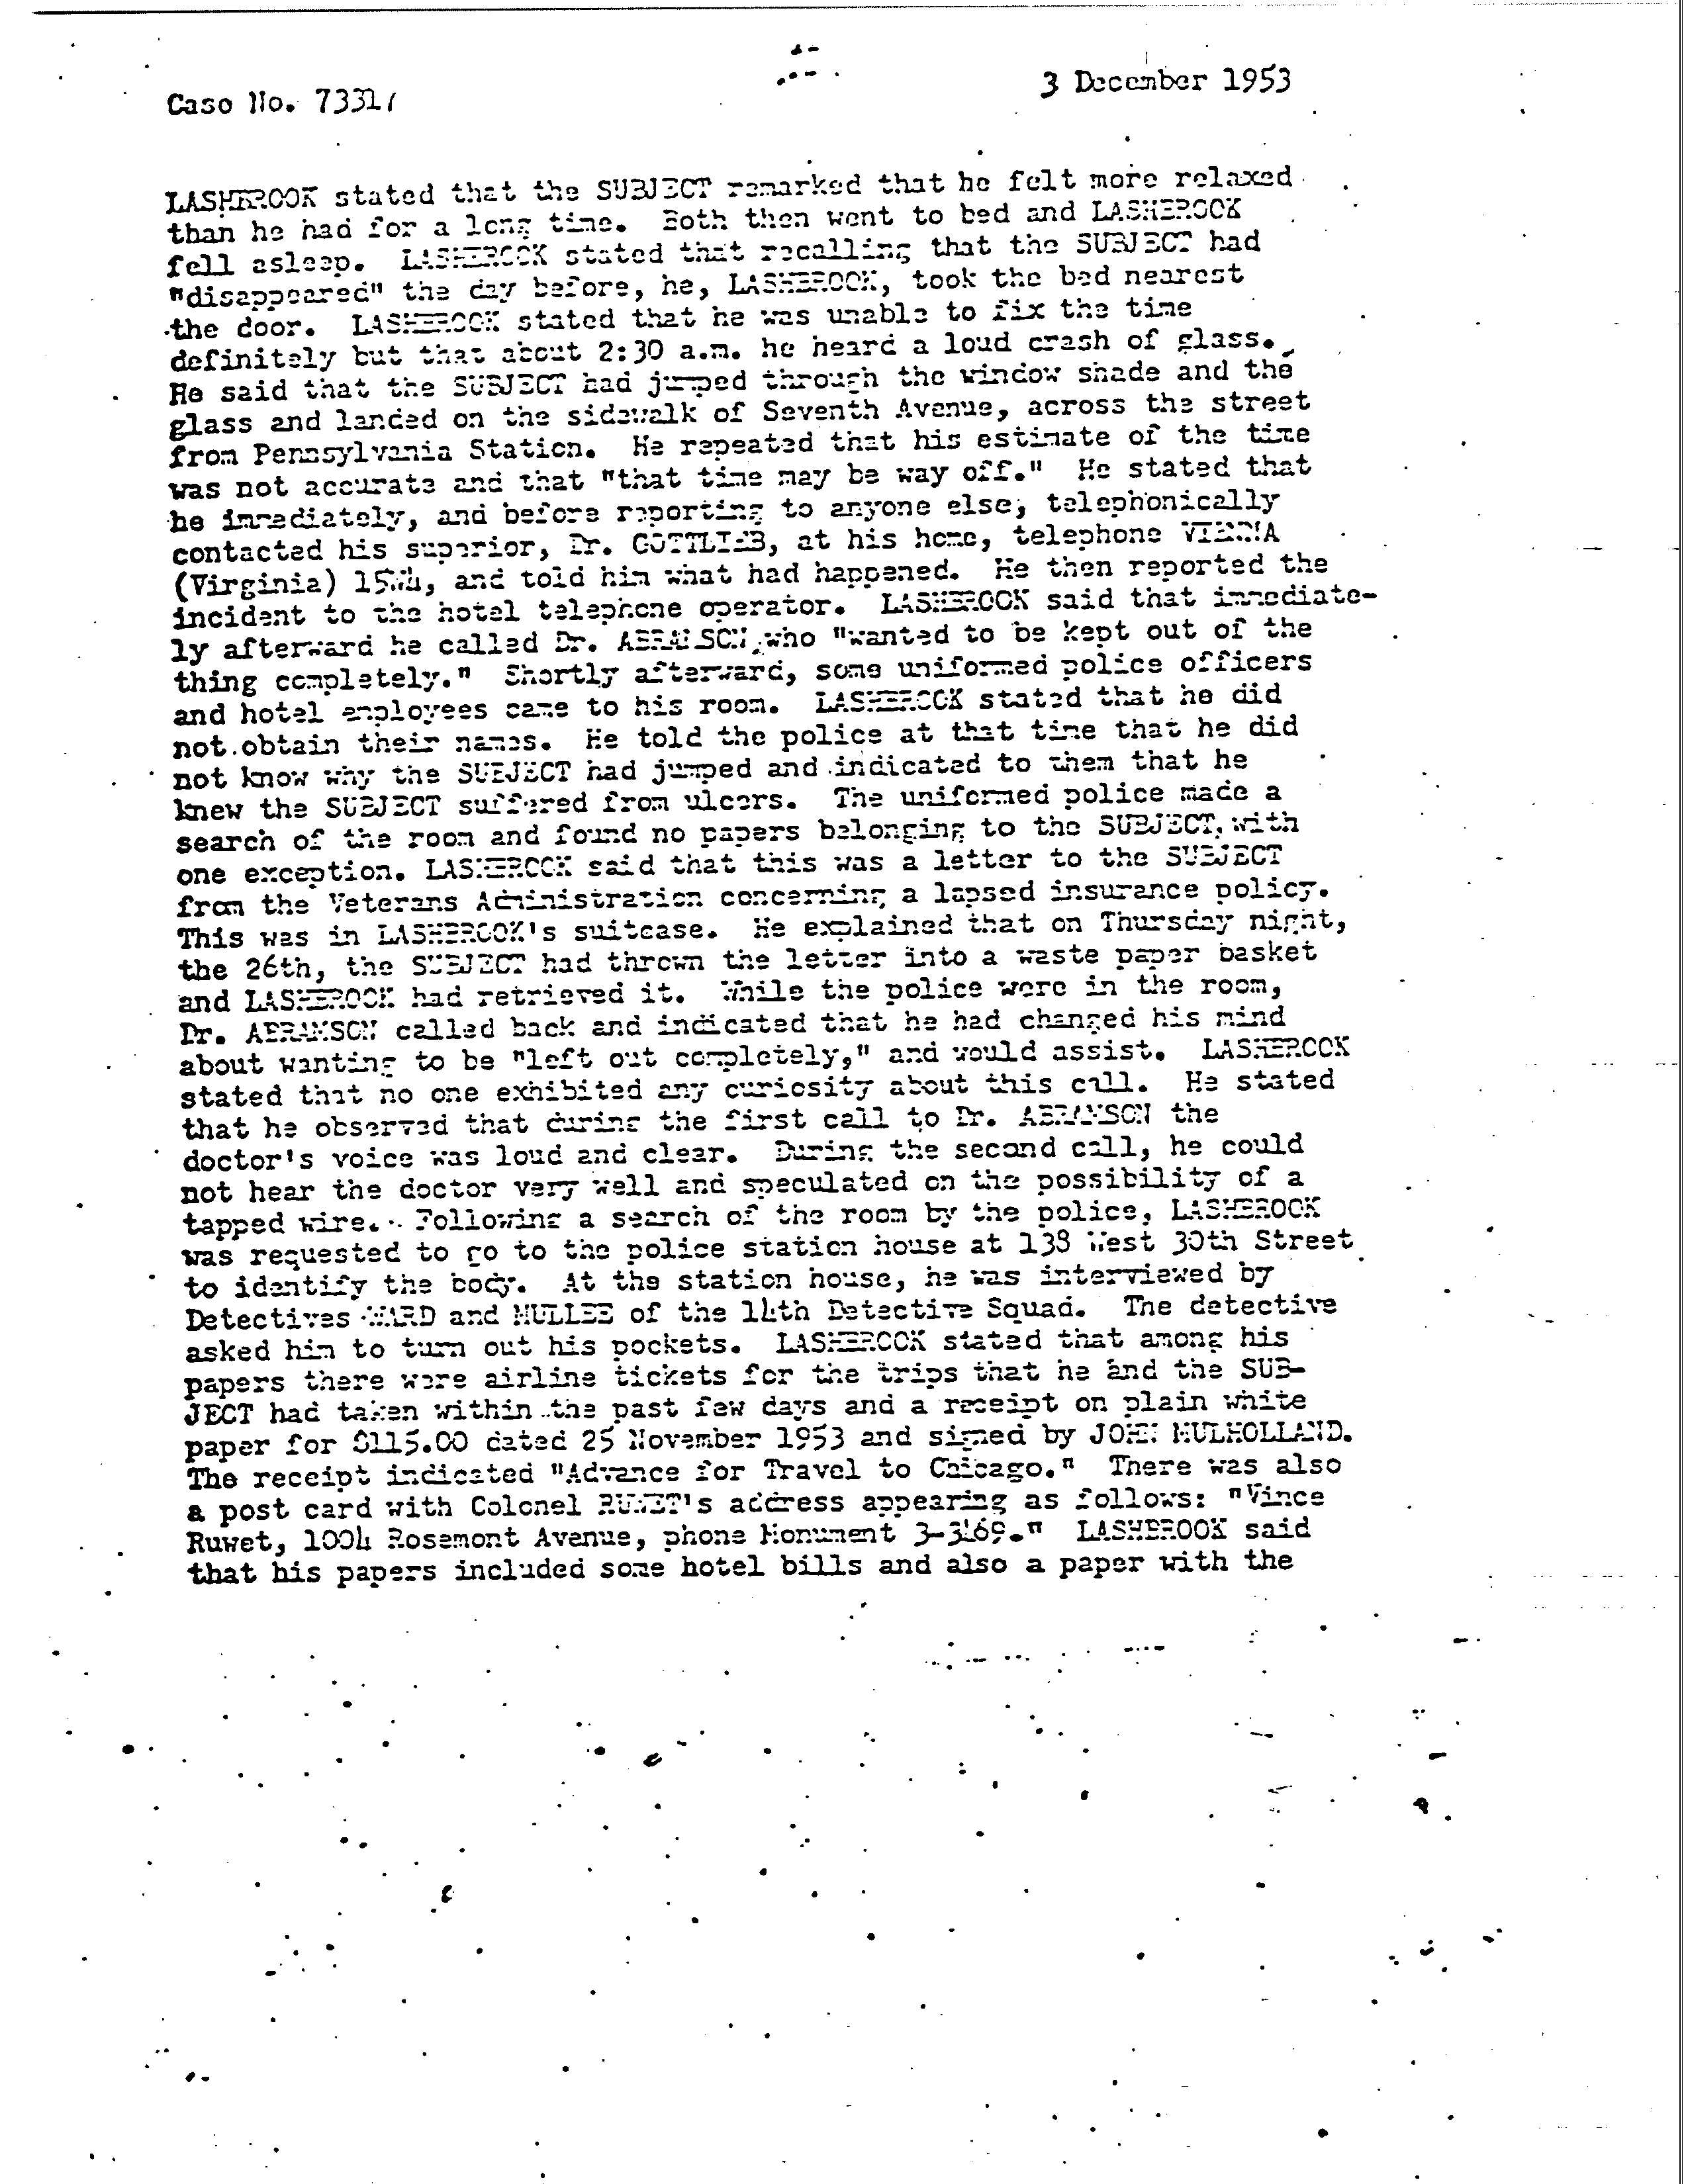 Case No. 7331
3 December 1953
LASHBROOK stated that the SUBJECT remarked that he felt more relaxed
than he had for a long time. Both then went to bed and LASHBROOK
fell asleep. LASHBROOK stated that recalling that the SUBJECT had
"disappeared" the day before, he, LASHBROOK, took the bed nearest
the door. LASHBROOK stated that he was unable to fix the time
definitely but that about 2:30 a.m. he heard a loud crash of glass.
He said that the SUBJECT had jumped through the window shade and the
glass and landed on the sidewalk of Seventh Avenue, across the street
from Pennsylvania Station. He repeated that his estimate of the time
was not accurate and that "that time may be way off." He stated that
he immediately, and before reporting to anyone else, telephonically
contacted his superior, Dr. GOTTLIEB, at his home, telephone VIENNA
(Virginia) and told him what had happened. He then reported the
incident to the hotel telephone operator. LASHBROOK said that immediate-
ly afterward he called Dr. ABRAMSON who "wanted to be kept out of the
thing completely." Shortly afterward, some uniformed police officers
and hotel employees came to his room. LASHBROOK stated that he did
not obtain their names. He told the police at that time that he did
not know why the SUBJECT had jumped and indicated to them that he
knew the SUBJECT suffered from ulcers. The uniformed police made a
search of the room and found no papers belonging to the SUBJECT, with
one exception. LASHBROOK said that this was a letter to the SUBJECT
from the Veterans Administration concerning a lapsed insurance policy.
This was in LASHBROOK's suitcase. He explained that on Thursday night,
the 26th, the SUBJECT had thrown the letter into a waste paper basket
and LASHBROOK had retrieved it. While the police were in the room,
Dr. ABRAMSON called back and indicated that he had changed his mind
about wanting to be "left out completely," and would assist. LASHBROOK
stated that no one exhibited any curiosity about this call. He stated
that he observed that during the first call to Dr. ABRAMSON the
doctor's voice was loud and clear. During the second call, he could
not hear the doctor very well and speculated on the possibility of a
tapped wire. Following a search of the room by the police, LASHBROOK
was requested to go to the police station house at 138 West 30th Street
to identify the body. At the station house, he was interviewed by
Detectives WARD and MULLEE of the 14th Detective Squad. The detective
asked him to turn out his pockets. LASHBROOK stated that among his
papers there were airline tickets for the trips that he and the SUB-
JECT had taken within the past few days and a receipt on plain white
paper for $115.00 dated 25 November 1953 and signed by JOHN MULHOLLAND.
The receipt indicated "Advance for Travel to Chicago." There was also
a post card with Colonel RUWET's address appearing as follows: "Vince
Ruwet, 1004 Rosemont Avenue, phone Monument LASHBROOK said
that his papers included some hotel bills and also a paper with the